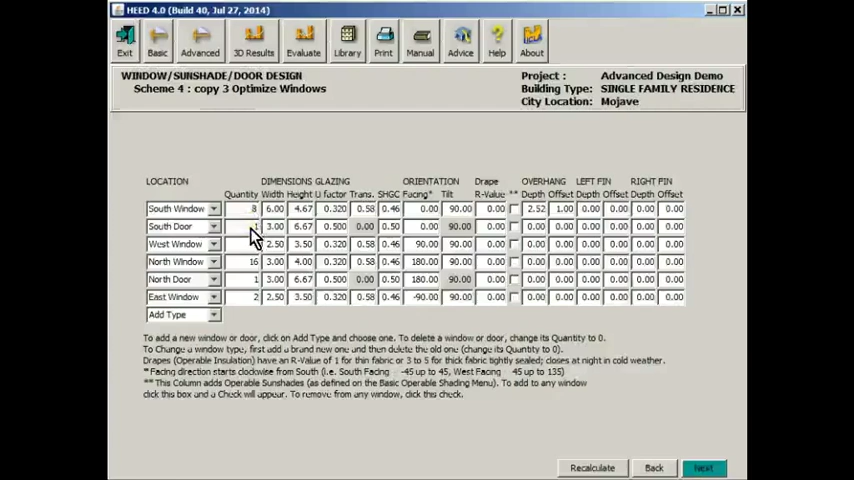 HEED 4.0 (Build 40, Jul 27, 2014)
Exit Basic Advanced 3D Results Evaluate Library Print Manual Advice Help About
WINDOW/SUNSHADE/DOOR DESIGN
Scheme 4 : copy 3 Optimize Windows
Project : Advanced Design Demo
Building Type: SINGLE FAMILY RESIDENCE
City Location: Mojave
LOCATION DIMENSIONS GLAZING ORIENTATION Drape OVERHANG LEFT FIN RIGHT FIN
Quantity Width Height U factor Trans. SHGC Facing* Tilt R-Value ** Depth Offset Depth Offset Depth Offset
South Window 8 6.00 4.67 0.320 0.58 0.46 0.00 90.00 0.00 2.52 1.00 0.00 0.00 0.00 0.00
South Door 1 3.00 6.67 0.500 0.00 0.50 0.00 90.00 0.00 0.00 0.00 0.00 0.00 0.00 0.00
West Window 2.50 3.50 0.320 0.58 0.46 90.00 90.00 0.00 0.00 0.00 0.00 0.00 0.00 0.00
North Window 16 3.00 4.00 0.320 0.58 0.46 180.00 90.00 0.00 0.00 0.00 0.00 0.00 0.00 0.00
North Door 1 3.00 6.67 0.500 0.00 0.50 180.00 90.00 0.00 0.00 0.00 0.00 0.00 0.00 0.00
East Window 2 2.50 3.50 0.320 0.58 0.46 -90.00 90.00 0.00 0.00 0.00 0.00 0.00 0.00 0.00
Add Type
To add a new window or door, click on Add Type and choose one. To delete a window or door, change its Quantity to 0.
To Change a window type, first add a brand new one and then delete the old one (change its Quantity to 0).
Drapes (Operable Insulation) have an R-Value of 1 for thin fabric or 3 to 5 for thick fabric tightly sealed; closes at night in cold weather.
* Facing direction starts clockwise from South (i.e. South Facing -45 up to 45, West Facing 45 up to 135)
** This Column adds Operable Sunshades (as defined on the Basic Operable Shading Menu). To add to any window
click this box and a Check will appear. To remove from any window, click this check.
Recalculate Back Next